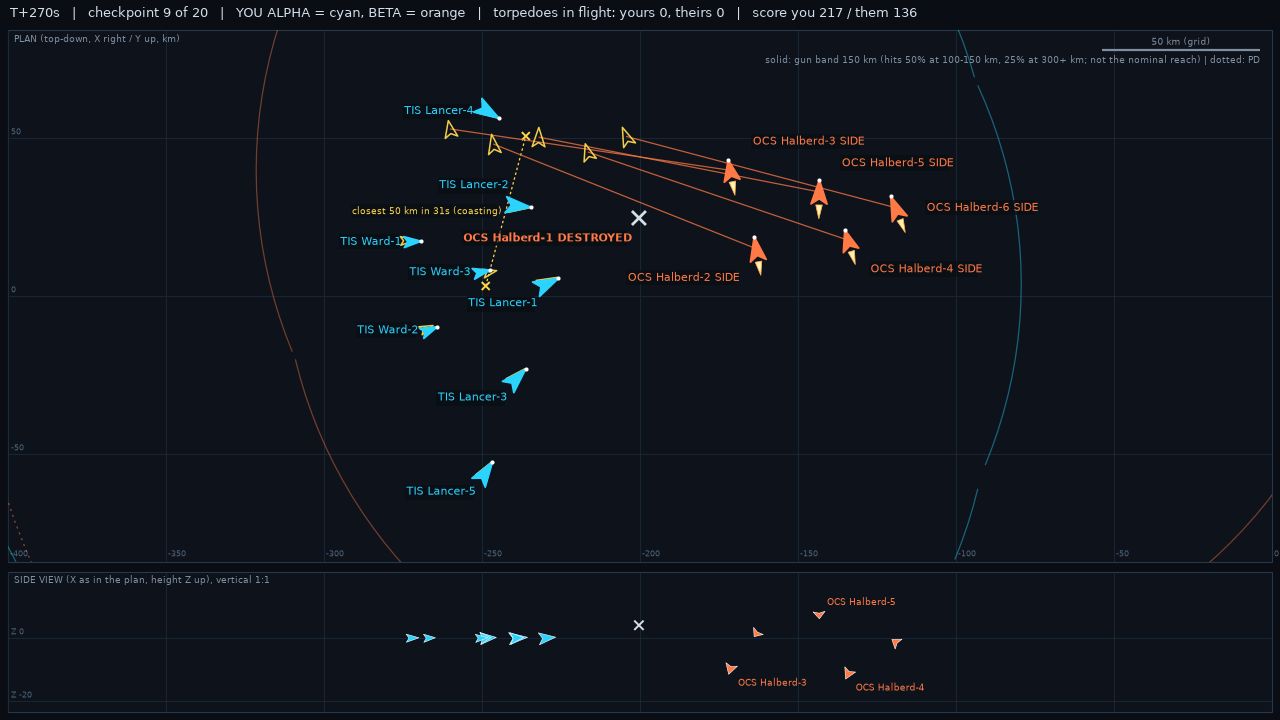 T+270s | checkpoint 9 of 20 | YOU ALPHA = cyan, BETA = orange | torpedoes in flight: yours 0, theirs 0 | score you 217 / them 136
PLAN (top-down, X right / Y up, km)
50 km (grid)
solid: gun band 150 km (hits 50% at 100-150 km, 25% at 300+ km; not the nominal reach) | dotted: PD
TIS Lancer-4
50
OCS Halberd-3 SIDE
OCS Halberd-5 SIDE
TIS Lancer-2
closest 50 km in 31s (coasting)
OCS Halberd-6 SIDE
TIS Ward-1
OCS Halberd-1 DESTROYED
TIS Ward-3
OCS Halberd-4 SIDE
OCS Halberd-2 SIDE
0
TIS Lancer-1
TIS Ward-2
TIS Lancer-3
-50
TIS Lancer-5
-400
-350
-300
-250
-200
-150
-100
-50
0
SIDE VIEW (X as in the plan, height Z up), vertical 1:1
OCS Halberd-5
Z 0
OCS Halberd-3
OCS Halberd-4
Z -20